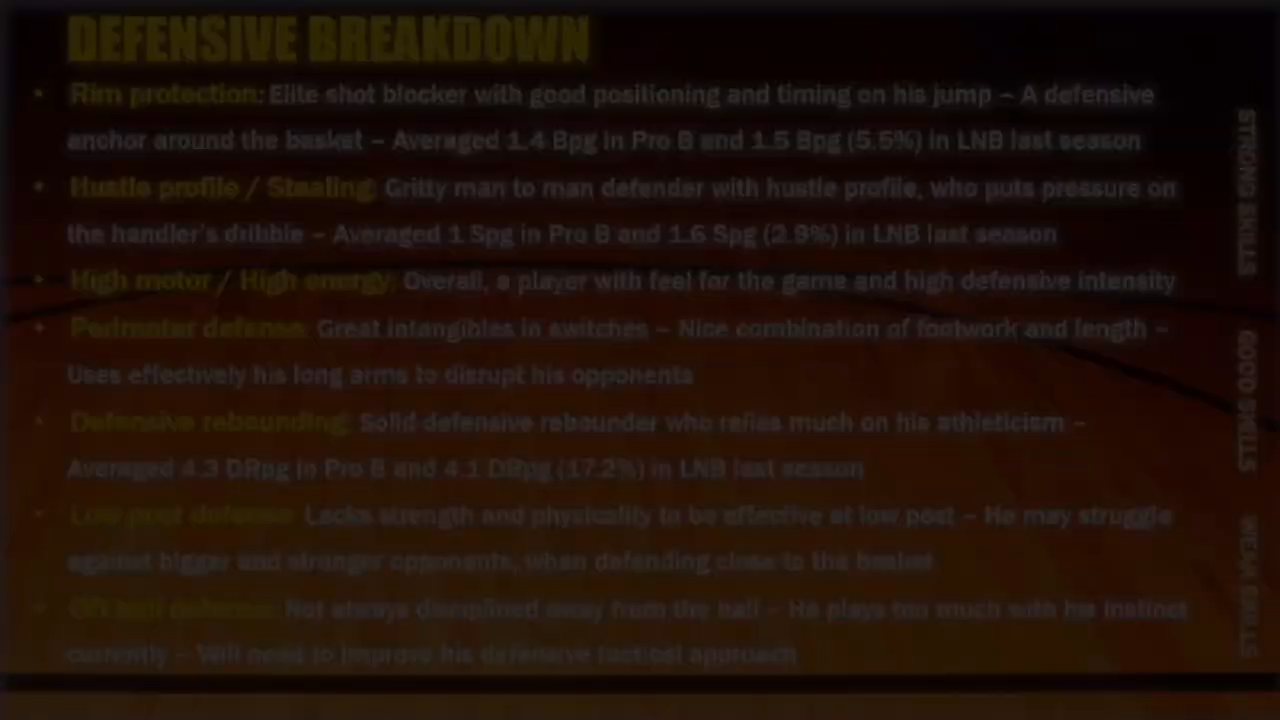 DEFENSIVE BREAKDOWN
• Rim protection: Elite shot blocker with good positioning and timing on his jump – A defensive
anchor around the basket – Averaged 1.4 Bpg in Pro B and 1.5 Bpg (5.5%) in LNB last season
• Hustle profile / Stealing: Gritty man to man defender with hustle profile, who puts pressure on
the handler's dribble – Averaged 1 Spg in Pro B and 1.6 Spg (2.9%) in LNB last season
• High motor / High energy: Overall, a player with feel for the game and high defensive intensity
• Perimeter defense: Great intangibles in switches – Nice combination of footwork and length –
Uses effectively his long arms to disrupt his opponents
• Defensive rebounding: Solid defensive rebounder who relies much on his athleticism –
Averaged 4.3 DRpg in Pro B and 4.1 DRpg (17.2%) in LNB last season
• Low post defense: Lacks strength and physicality to be effective at low post – He may struggle
against bigger and stronger opponents, when defending close to the basket
• Off ball defense: Not always disciplined away from the ball – He plays too much with his instinct
currently – Will need to improve his defensive tactical approach
STRONG SKILLS
GOOD SKILLS
WEAK SKILLS